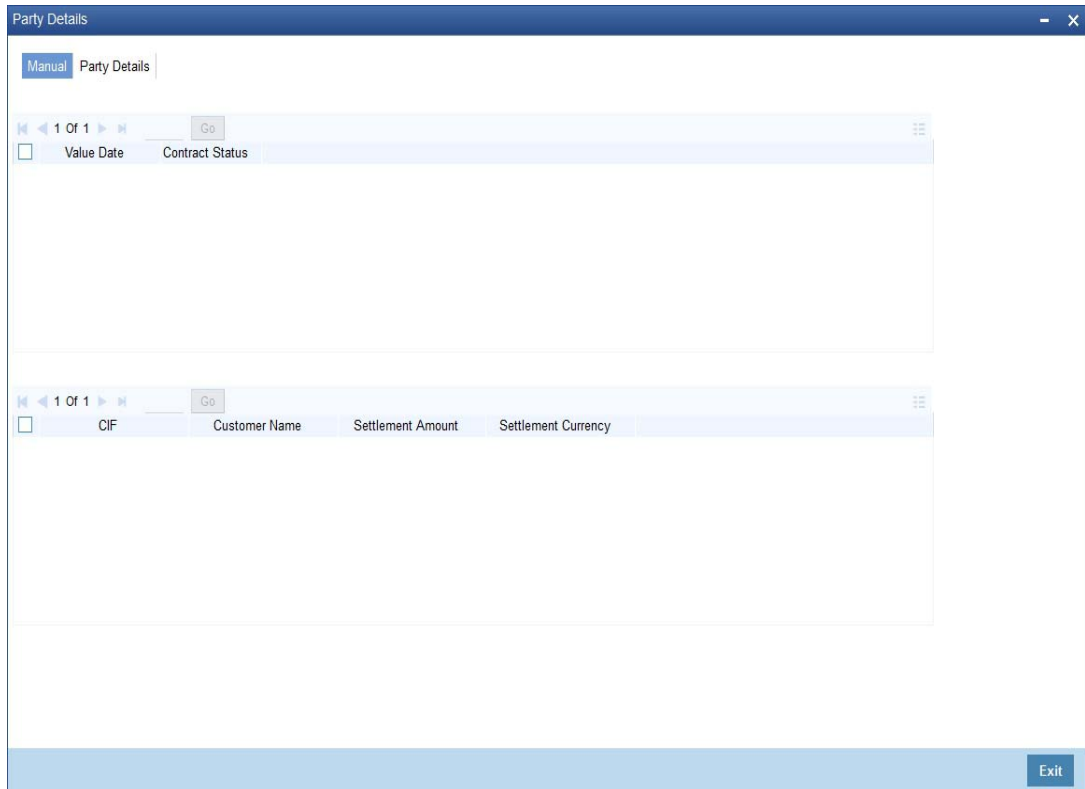 Party Details
Manual Party Details
1 Of 1 Go
Value Date Contract Status
1 Of 1 Go
CIF Customer Name Settlement Amount Settlement Currency
Exit